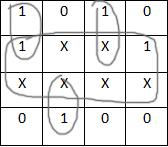 1 0 1 0
1 X X 1
X X X X
0 1 0 0